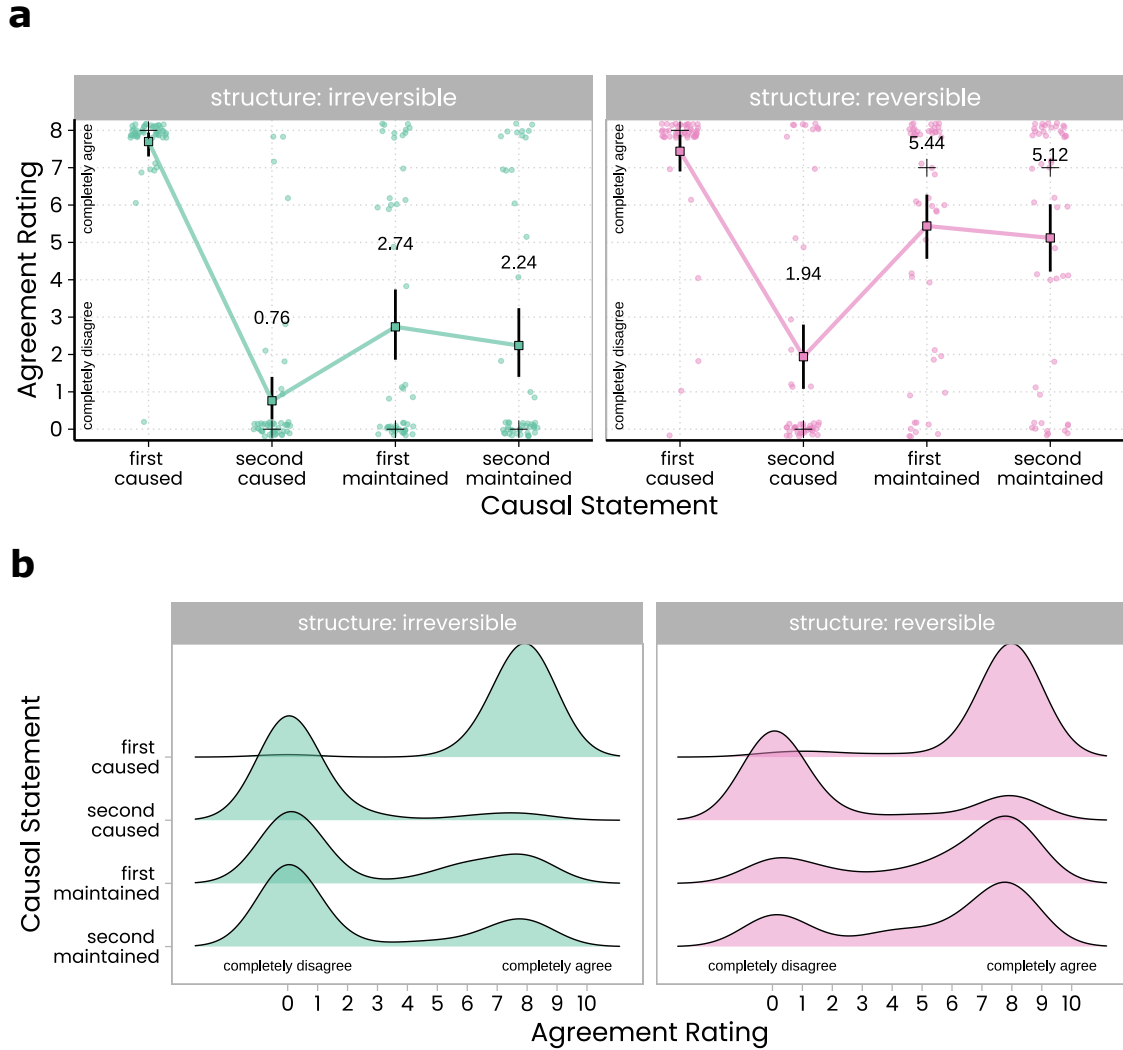 a
structure: irreversible
structure: reversible
Agreement Rating
completely agree
completely disagree
8
7
6
5
4
3
2
1
0
0.76
2.74
2.24
completely agree
completely disagree
1.94
5.44
5.12
first
caused
second
caused
first
maintained
second
maintained
first
caused
second
caused
first
maintained
second
maintained
Causal Statement
b
structure: irreversible
structure: reversible
Causal Statement
first
caused
second
caused
first
maintained
second
maintained
completely disagree
completely agree
completely disagree
completely agree
0 1 2 3 4 5 6 7 8 9 10
0 1 2 3 4 5 6 7 8 9 10
Agreement Rating